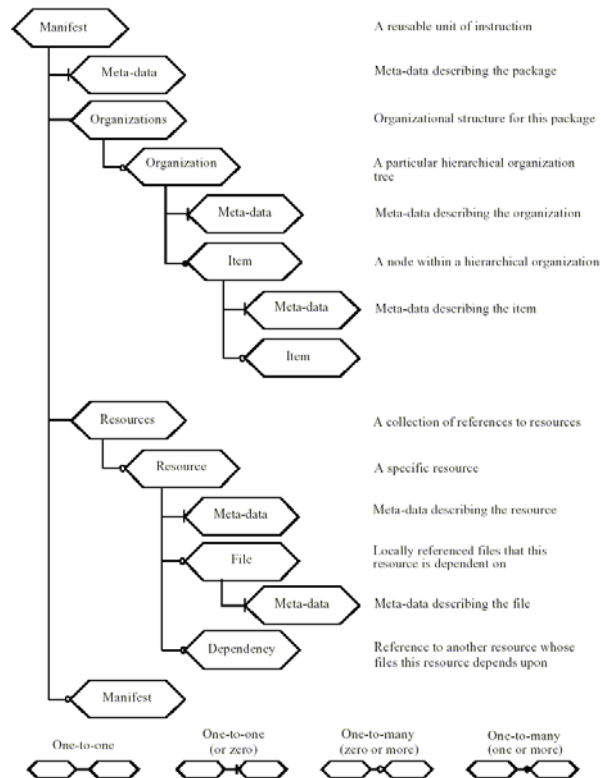 Manifest A reusable unit of instruction
Meta-data Meta-data describing the package
Organizations Organizational structure for this package
Organization A particular hierarchical organization
tree
Meta-data Meta-data describing the organization
Item A node within a hierarchical organization
Meta-data Meta-data describing the item
Item
Resources A collection of references to resources
Resource A specific resource
Meta-data Meta-data describing the resource
File Locally referenced files that this
resource is dependent on
Meta-data Meta-data describing the file
Dependency Reference to another resource whose
files this resource depends upon
Manifest
One-to-one One-to-one One-to-many One-to-many
(or zero) (zero or more) (one or more)